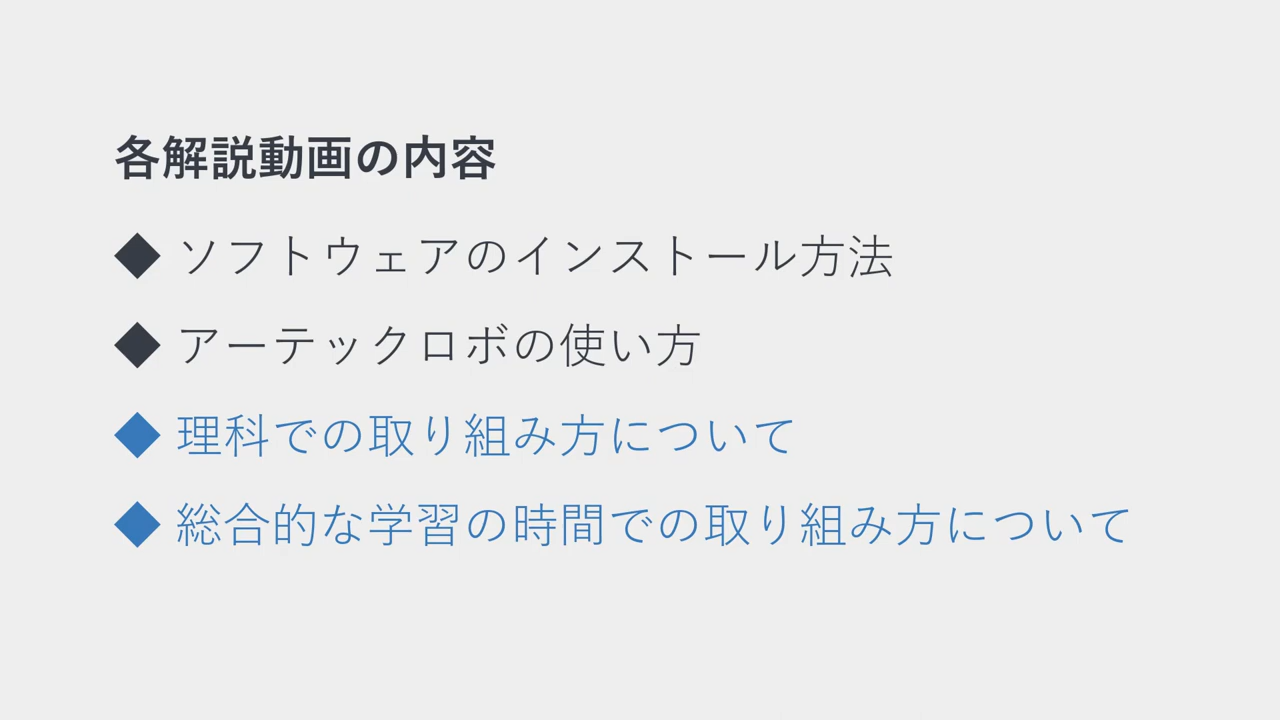 各解説動画の内容
◆ ソフトウェアのインストール方法
◆ アーテックロボの使い方
◆ 理科での取り組み方について
◆ 総合的な学習の時間での取り組み方について